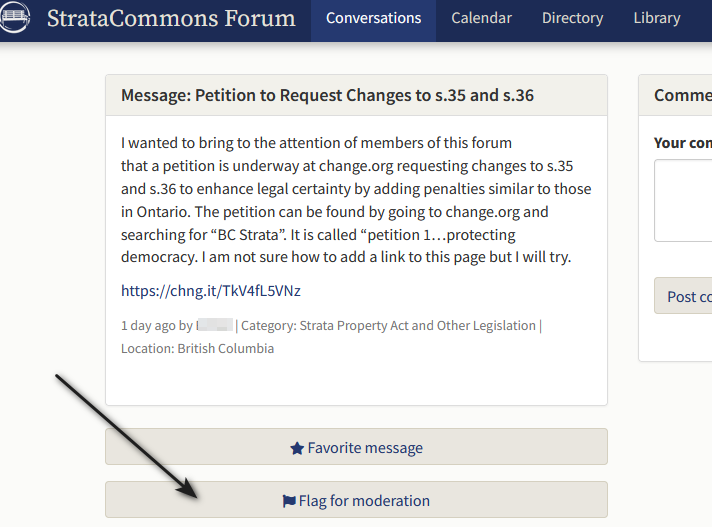 StrataCommons Forum
Conversations
Calendar
Directory
Library
Message: Petition to Request Changes to s.35 and s.36
I wanted to bring to the attention of members of this forum
that a petition is underway at change.org requesting changes to s.35
and s.36 to enhance legal certainty by adding penalties similar to those
in Ontario. The petition can be found by going to change.org and
searching for “BC Strata”. It is called “petition 1…protecting
democracy. I am not sure how to add a link to this page but I will try.
https://chng.it/TkV4fL5VNz
1 day ago by | Category: Strata Property Act and Other Legislation |
Location: British Columbia
Favorite message
Flag for moderation
Comme
Your con
Post co